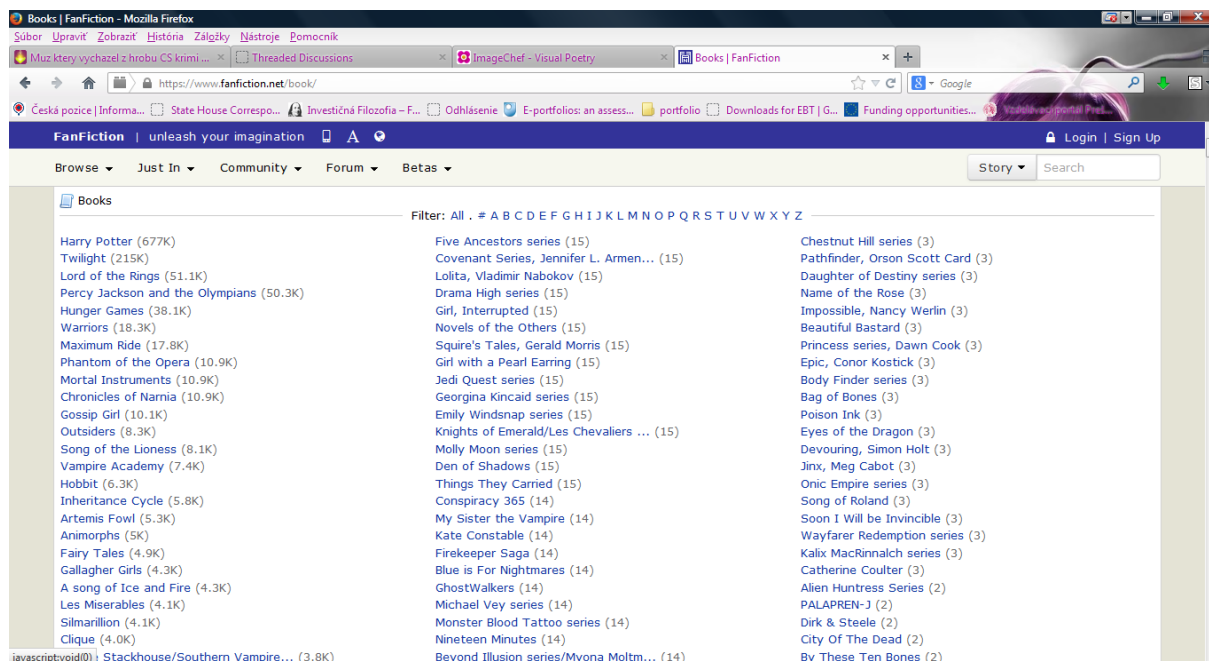 Books | FanFiction - Mozilla Firefox
Súbor Upraviť Zobraziť História Záložky Nástroje Pomocník
Muz ktery vychazel z hrobu CS krimi ... Threaded Discussions ImageChef - Visual Poetry Books | FanFiction
https://www.fanfiction.net/book/ Google
Česká pozice | Informa... State House Correspo... Investičná Filozofia – F... Odhlásenie E-portfolios: an assess... portfolio Downloads for EBT | G... Funding opportunities...
FanFiction | unleash your imagination A Login | Sign Up
Browse Just In Community Forum Betas Story Search
Books
Filter: All . # A B C D E F G H I J K L M N O P Q R S T U V W X Y Z
Harry Potter (677K)
Twilight (215K)
Lord of the Rings (51.1K)
Percy Jackson and the Olympians (50.3K)
Hunger Games (38.1K)
Warriors (18.3K)
Maximum Ride (17.8K)
Phantom of the Opera (10.9K)
Mortal Instruments (10.9K)
Chronicles of Narnia (10.9K)
Gossip Girl (10.1K)
Outsiders (8.3K)
Song of the Lioness (8.1K)
Vampire Academy (7.4K)
Hobbit (6.3K)
Inheritance Cycle (5.8K)
Artemis Fowl (5.3K)
Animorphs (5K)
Fairy Tales (4.9K)
Gallagher Girls (4.3K)
A song of Ice and Fire (4.3K)
Les Miserables (4.1K)
Silmarillion (4.1K)
Clique (4.0K)
Stackhouse/Southern Vampire... (3.8K)
Five Ancestors series (15)
Covenant Series, Jennifer L. Armen... (15)
Lolita, Vladimir Nabokov (15)
Drama High series (15)
Girl, Interrupted (15)
Novels of the Others (15)
Squire's Tales, Gerald Morris (15)
Girl with a Pearl Earring (15)
Jedi Quest series (15)
Georgina Kincaid series (15)
Emily Windsnap series (15)
Knights of Emerald/Les Chevaliers ... (15)
Molly Moon series (15)
Den of Shadows (15)
Things They Carried (15)
Conspiracy 365 (14)
My Sister the Vampire (14)
Kate Constable (14)
Firekeeper Saga (14)
Blue is For Nightmares (14)
GhostWalkers (14)
Michael Vey series (14)
Monster Blood Tattoo series (14)
Nineteen Minutes (14)
Beyond Illusion series/Myona Moltm... (14)
Chestnut Hill series (3)
Pathfinder, Orson Scott Card (3)
Daughter of Destiny series (3)
Name of the Rose (3)
Impossible, Nancy Werlin (3)
Beautiful Bastard (3)
Princess series, Dawn Cook (3)
Epic, Conor Kostick (3)
Body Finder series (3)
Bag of Bones (3)
Poison Ink (3)
Eyes of the Dragon (3)
Devouring, Simon Holt (3)
Jinx, Meg Cabot (3)
Onic Empire series (3)
Song of Roland (3)
Soon I Will be Invincible (3)
Wayfarer Redemption series (3)
Kalix MacRinnalch series (3)
Catherine Coulter (3)
Alien Huntress Series (2)
PALAPREN-J (2)
Dirk & Steele (2)
City Of The Dead (2)
By These Ten Bones (2)
javascript:void(0)